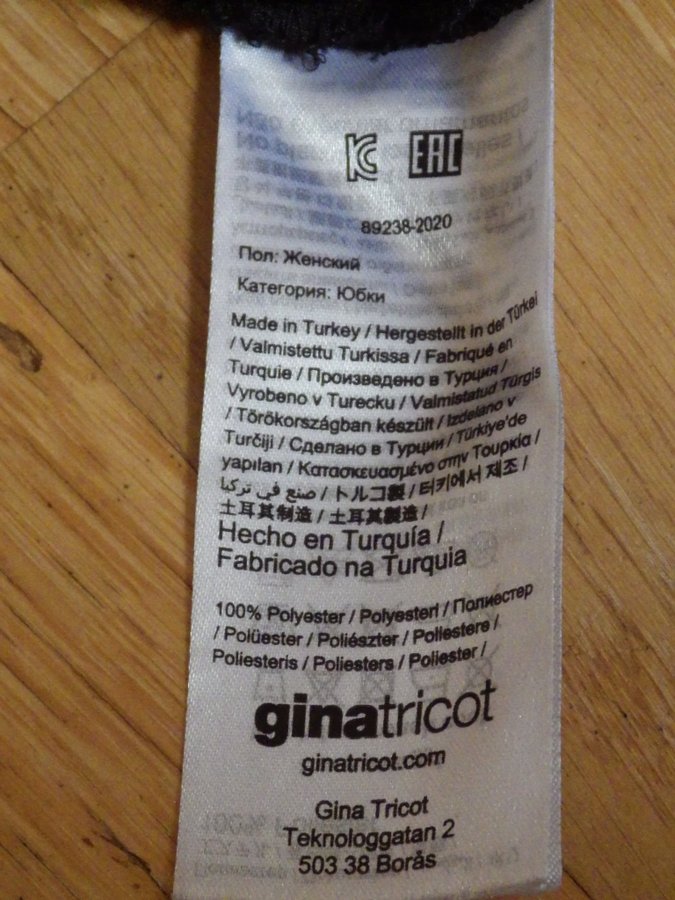 KC EAC
89238-2020
Пол: Женский
Категория: Юбки
Made in Turkey / Hergestellt in der Türkei
/ Valmistettu Turkissa / Fabriqué en
Turquie / Произведено в Турция /
Vyrobeno v Turecku / Valmistatud Türgis
/ Törökországban készült / Izdelano v
Turčiji / Сделано в Турции / Türkiye'de
yapılan / Κατασκευασμένο στην Τουρκία /
صنع في تركيا / トルコ製 / 터키에서 제조 /
土耳其制造 / 土耳其製造 /
Hecho en Turquía /
Fabricado na Turquia
100% Polyester / Polyesteri / Полиестер
/ Polüester / Poliészter / Poliestere /
Poliesteris / Poliesters / Poliester /
ginatricot
ginatricot.com
Gina Tricot
Teknologgatan 2
503 38 Borås